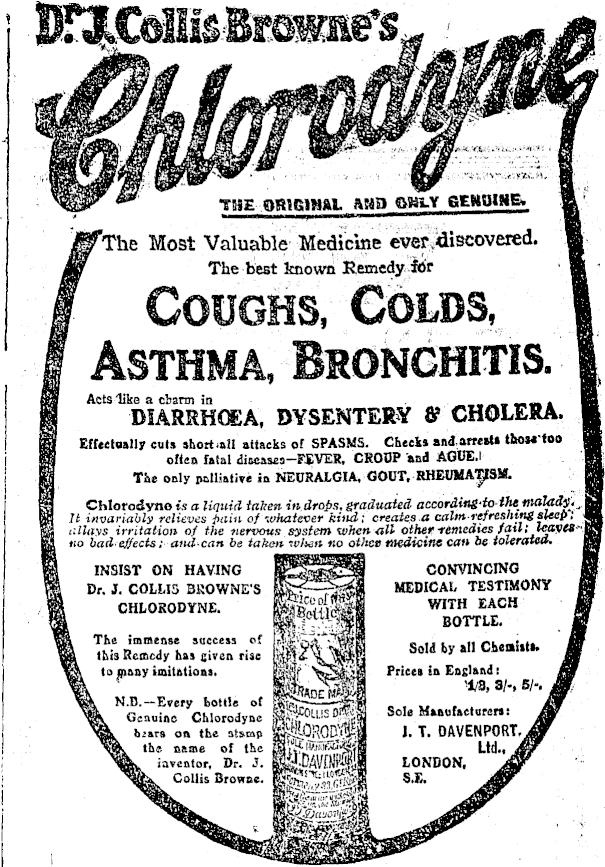 Dr. J. Collis Browne's
Chlorodyne
THE ORIGINAL AND ONLY GENUINE.
The Most Valuable Medicine ever discovered.
The best known Remedy for
COUGHS, COLDS,
ASTHMA, BRONCHITIS.
Acts like a charm in
DIARRHŒA, DYSENTERY & CHOLERA.
Effectually cuts short all attacks of SPASMS. Checks and arrests those too
often fatal diseases—FEVER, CROUP and AGUE.
The only palliative in NEURALGIA, GOUT, RHEUMATISM.
Chlorodyne is a liquid taken in drops, graduated according to the malady.
It invariably relieves pain of whatever kind; creates a calm refreshing sleep;
allays irritation of the nervous system when all other remedies fail; leaves
no bad effects; and can be taken when no other medicine can be tolerated.
INSIST ON HAVING
Dr. J. COLLIS BROWNE'S
CHLORODYNE.
The immense success of
this Remedy has given rise
to many imitations.
N.B.—Every bottle of
Genuine Chlorodyne
bears on the stamp
the name of the
inventor, Dr. J.
Collis Browne.
Price of
Bottle
TRADE MARK
COLLIS
CHLORODYNE
J.T. DAVENPORT
CONVINCING
MEDICAL TESTIMONY
WITH EACH
BOTTLE.
Sold by all Chemists.
Prices in England:
3/-, 5/-.
Sole Manufacturers:
J. T. DAVENPORT,
Ltd.,
LONDON,
S.E.